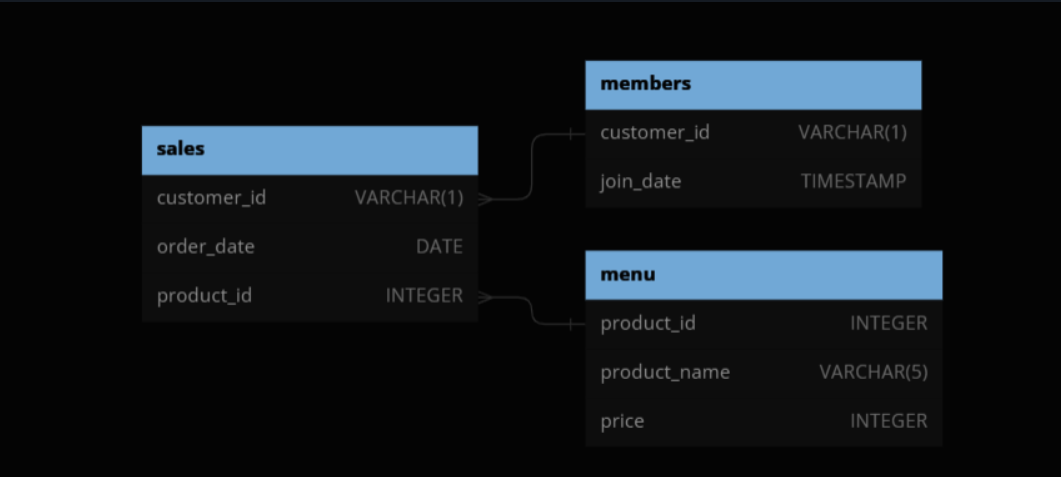 sales
customer_id VARCHAR(1)
order_date DATE
product_id INTEGER
members
customer_id VARCHAR(1)
join_date TIMESTAMP
menu
product_id INTEGER
product_name VARCHAR(5)
price INTEGER